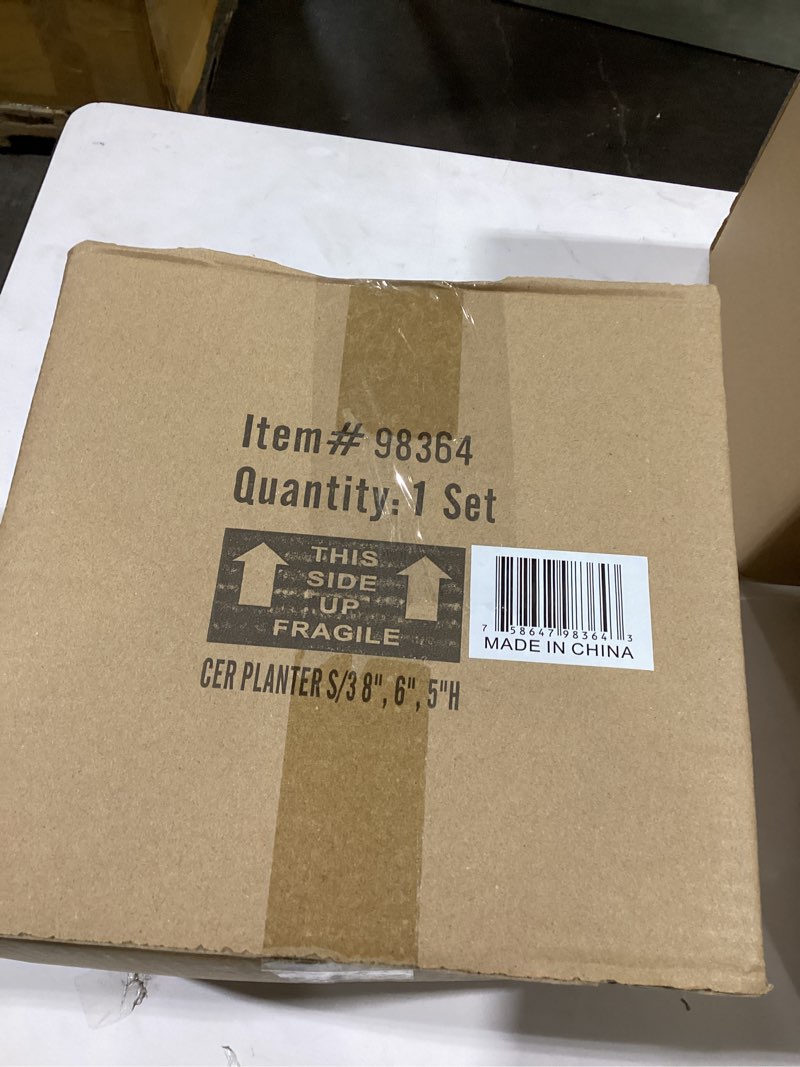 Item# 98364
Quantity: 1 Set
THIS
SIDE
UP
FRAGILE
7 58647 98364 3
MADE IN CHINA
CER PLANTER S/3 8", 6", 5"H